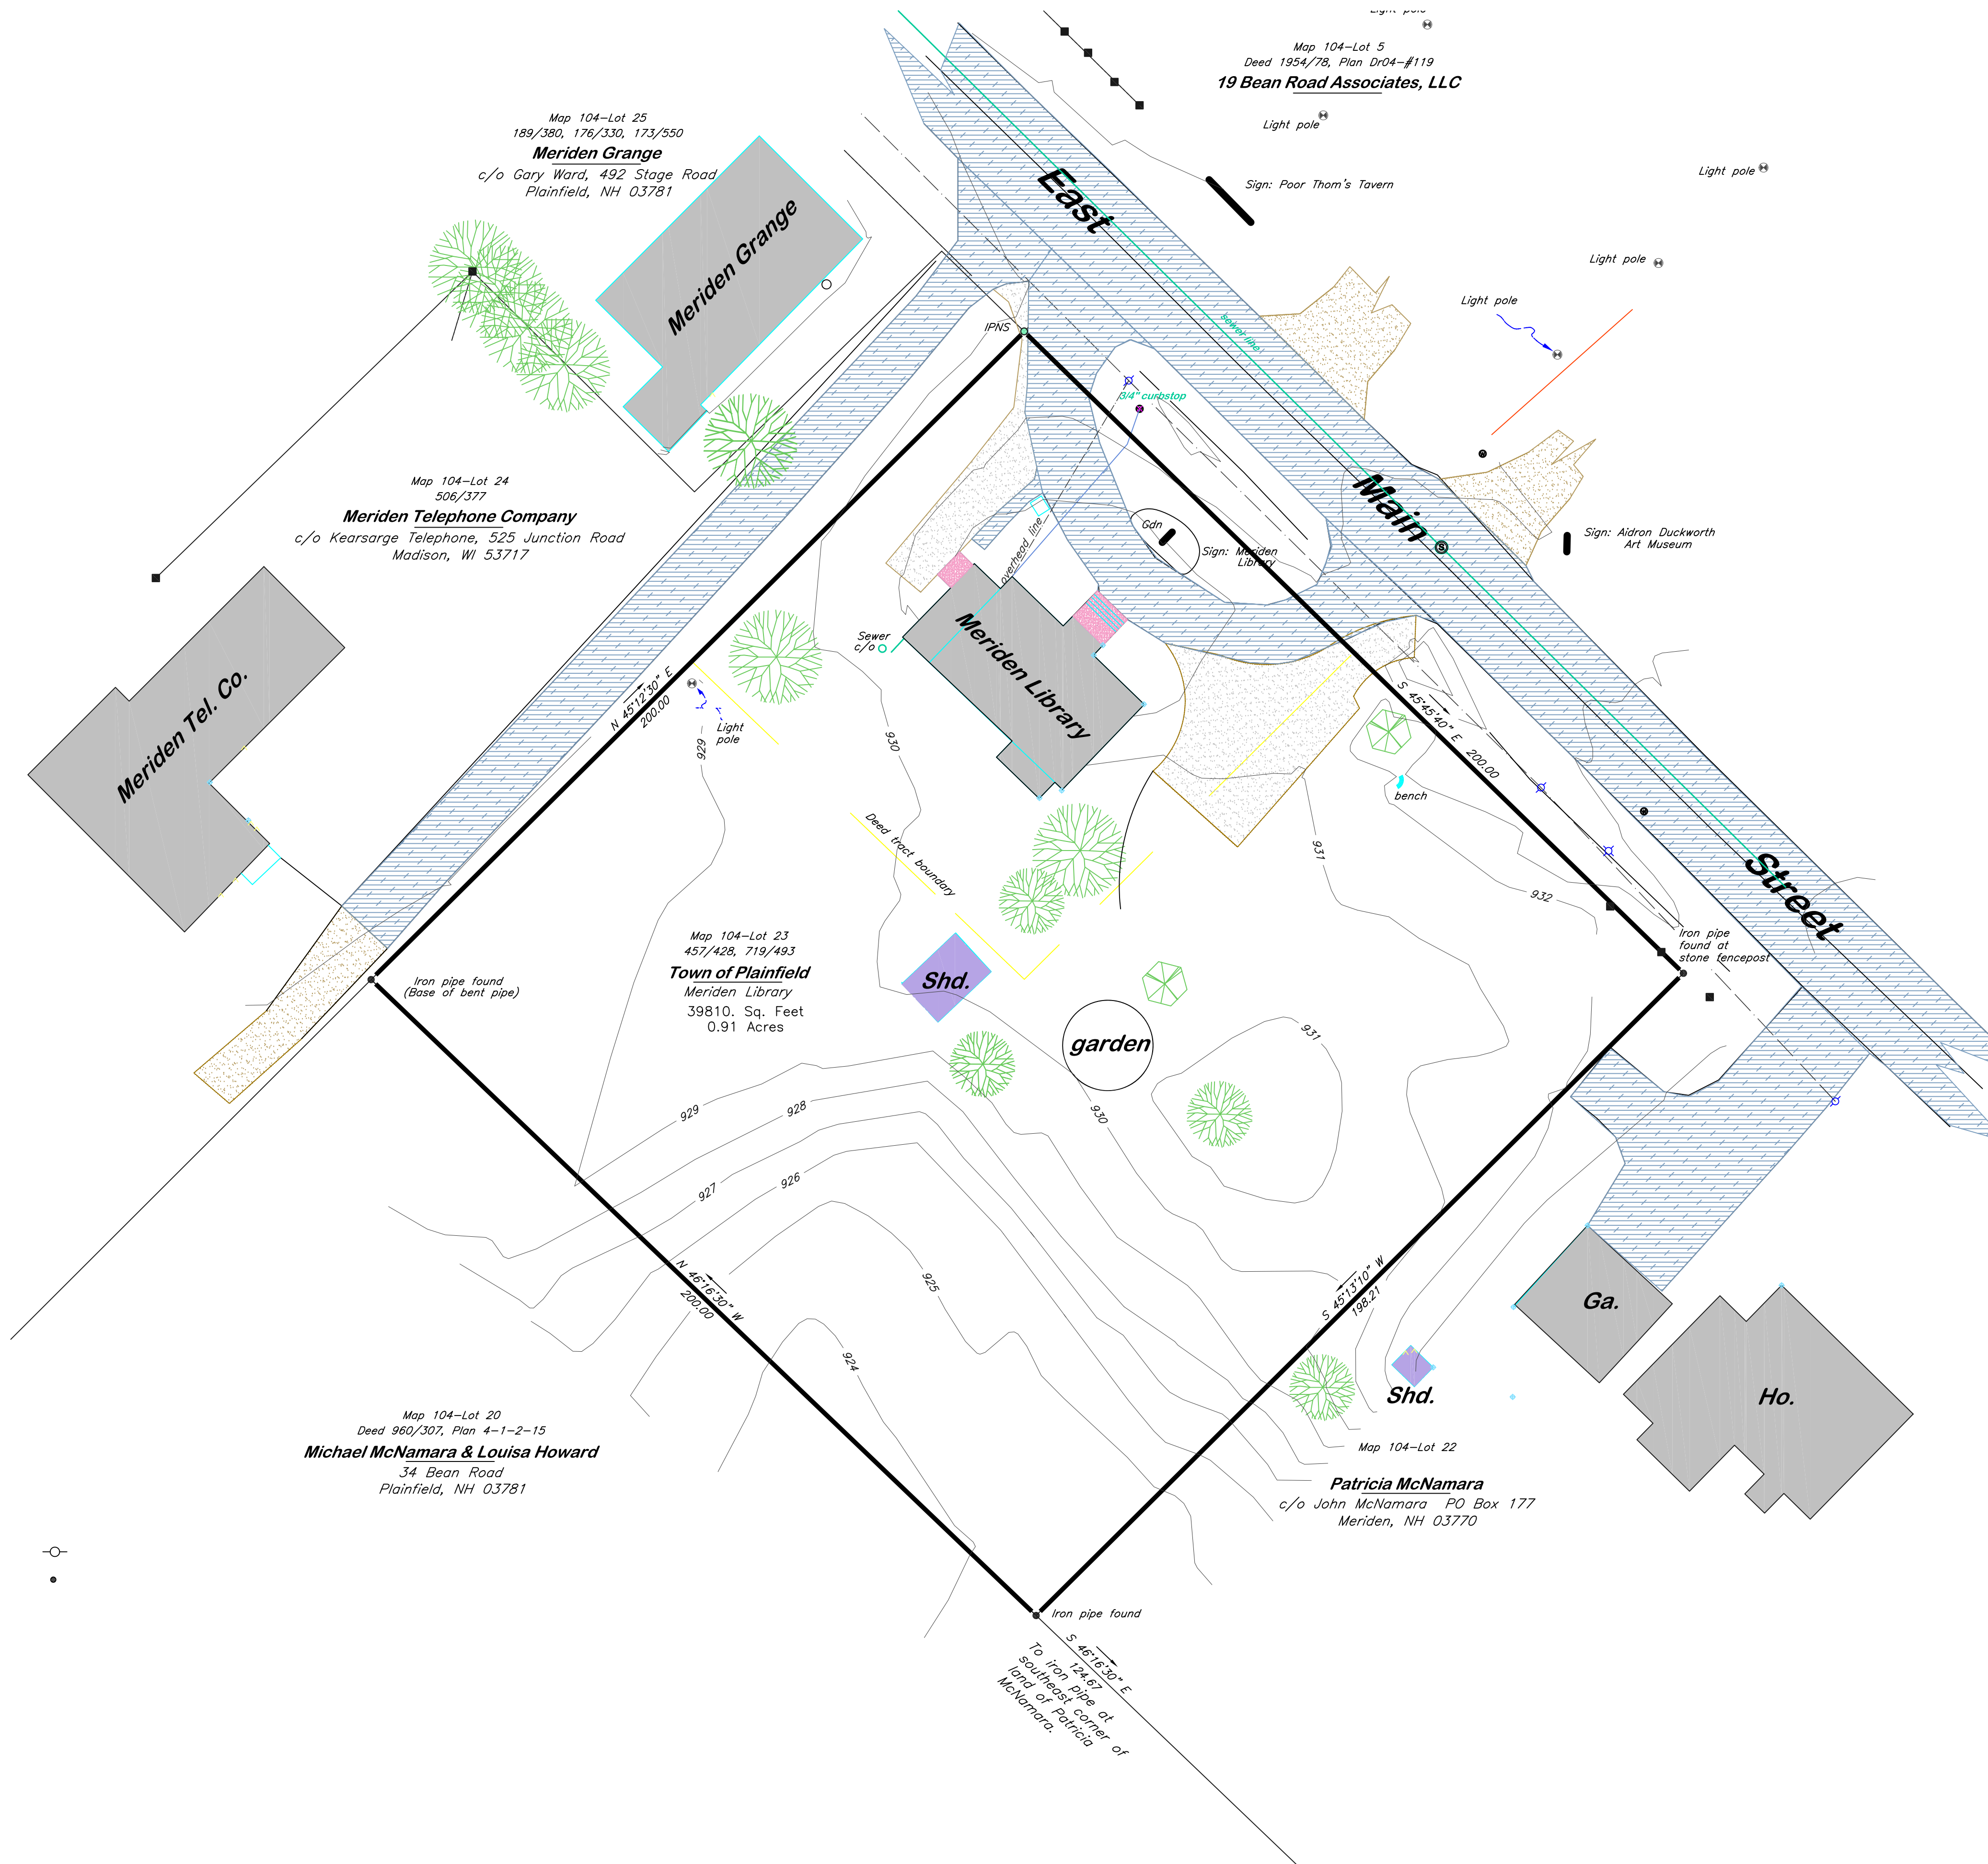 Light pole
Map 104-Lot 5
Deed 1954/78, Plan Dr04-#119
19 Bean Road Associates, LLC
Light pole
Light pole
Sign: Poor Thom's Tavern
Map 104-Lot 25
189/380, 176/330, 173/550
Meriden Grange
c/o Gary Ward, 492 Stage Road
Plainfield, NH 03781
Meriden Grange
East
Light pole
Light pole
sewer line
IPNS
3/4" curbstop
Main
S
Map 104-Lot 24
506/377
Meriden Telephone Company
c/o Kearsarge Telephone, 525 Junction Road
Madison, WI 53717
Gdn
Sign: Meriden
Library
overhead line
Sign: Aidron Duckworth
Art Museum
Meriden Tel. Co.
Sewer
c/o
Meriden Library
N 45°12'30" E
200.00
Light
pole
929
930
S 45°45'40" E 200.00
bench
Deed tract boundary
931
932
Street
Iron pipe
found at
stone fencepost
Map 104-Lot 23
457/428, 719/493
Town of Plainfield
Meriden Library
39810. Sq. Feet
0.91 Acres
Iron pipe found
(Base of bent pipe)
Shd.
garden
931
929
928
930
927
926
N 46°16'30" W
200.00
925
924
S 45°13'10" W
198.21
Ga.
Shd.
Ho.
Map 104-Lot 20
Deed 960/307, Plan 4-1-2-15
Michael McNamara & Louisa Howard
34 Bean Road
Plainfield, NH 03781
Map 104-Lot 22
Patricia McNamara
c/o John McNamara PO Box 177
Meriden, NH 03770
Iron pipe found
S 46°16'30" E
124.67
To iron pipe at
southeast corner of
land of Patricia
McNamara.